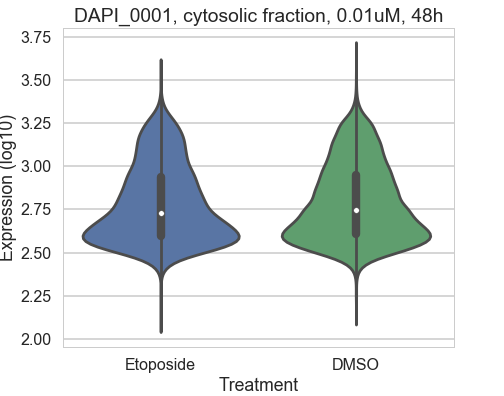 DAPI_0001, cytosolic fraction, 0.01uM, 48h
Expression (log10)
3.75
3.50
3.25
3.00
2.75
2.50
2.25
2.00
Etoposide DMSO
Treatment